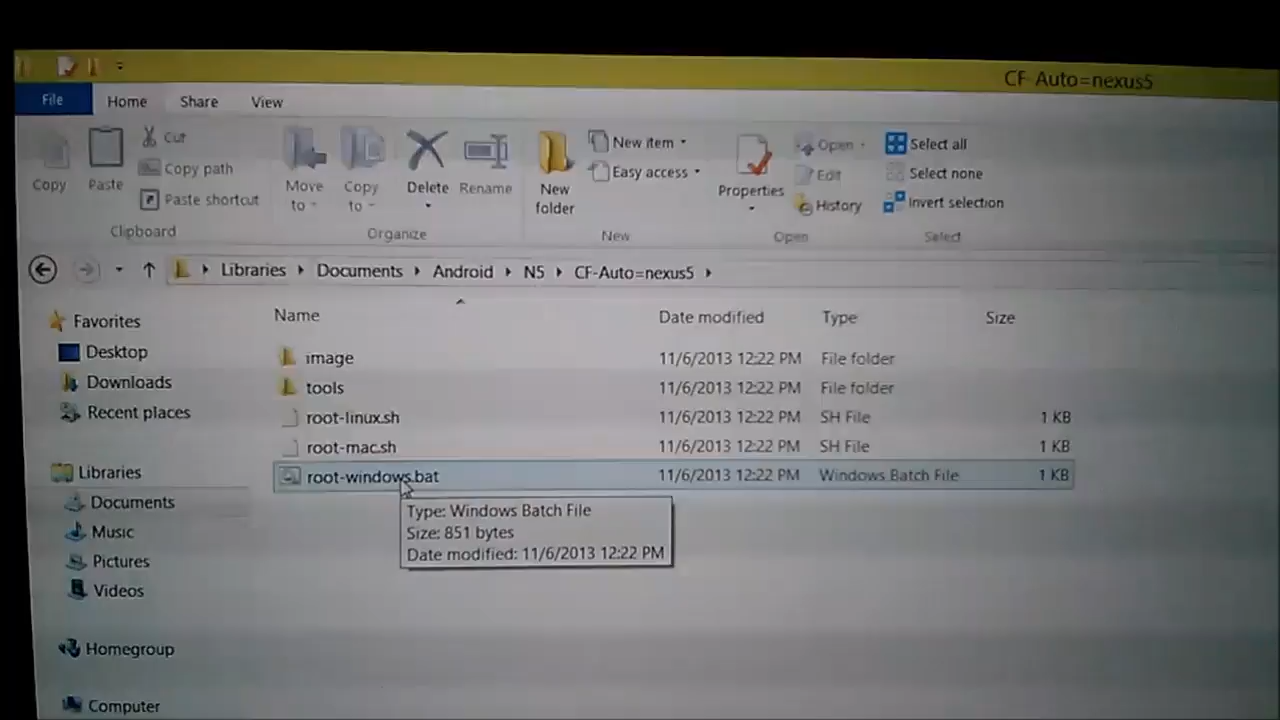 CF-Auto=nexus5
File Home Share View
Copy
Paste
Cut
Copy path
Paste shortcut
Clipboard
Move to
Copy to
Delete
Rename
Organize
New folder
New item
Easy access
New
Properties
Open
Edit
History
Open
Select all
Select none
Invert selection
Select
Libraries Documents Android N5 CF-Auto=nexus5
Name Date modified Type Size
image 11/6/2013 12:22 PM File folder
tools 11/6/2013 12:22 PM File folder
root-linux.sh 11/6/2013 12:22 PM SH File 1 KB
root-mac.sh 11/6/2013 12:22 PM SH File 1 KB
root-windows.bat 11/6/2013 12:22 PM Windows Batch File 1 KB
Type: Windows Batch File
Size: 851 bytes
Date modified: 11/6/2013 12:22 PM
Favorites
Desktop
Downloads
Recent places
Libraries
Documents
Music
Pictures
Videos
Homegroup
Computer